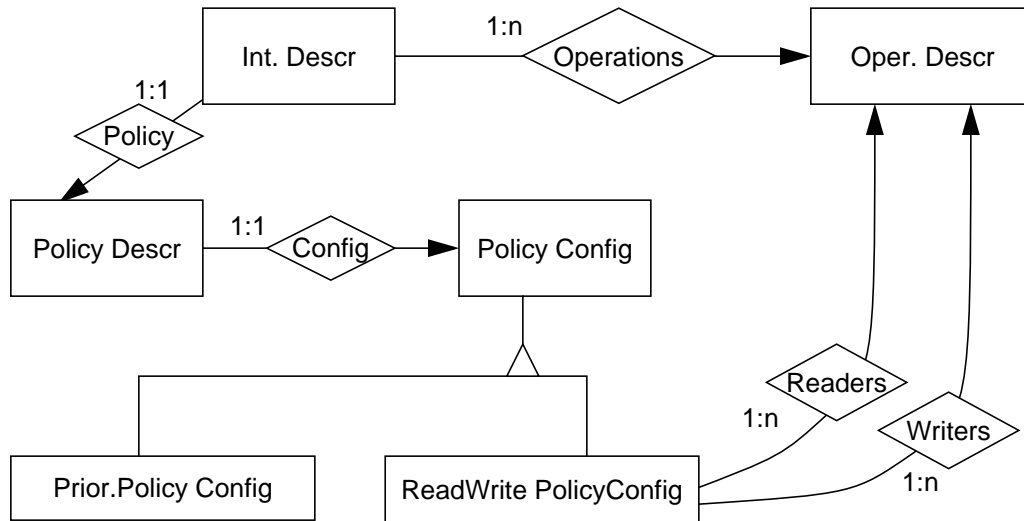 1:n
Int. Descr
Operations
Oper. Descr
1:1
Policy
1:1
Policy Descr
Config
Policy Config
Readers
1:n
Writers
Prior.Policy Config
ReadWrite PolicyConfig
1:n